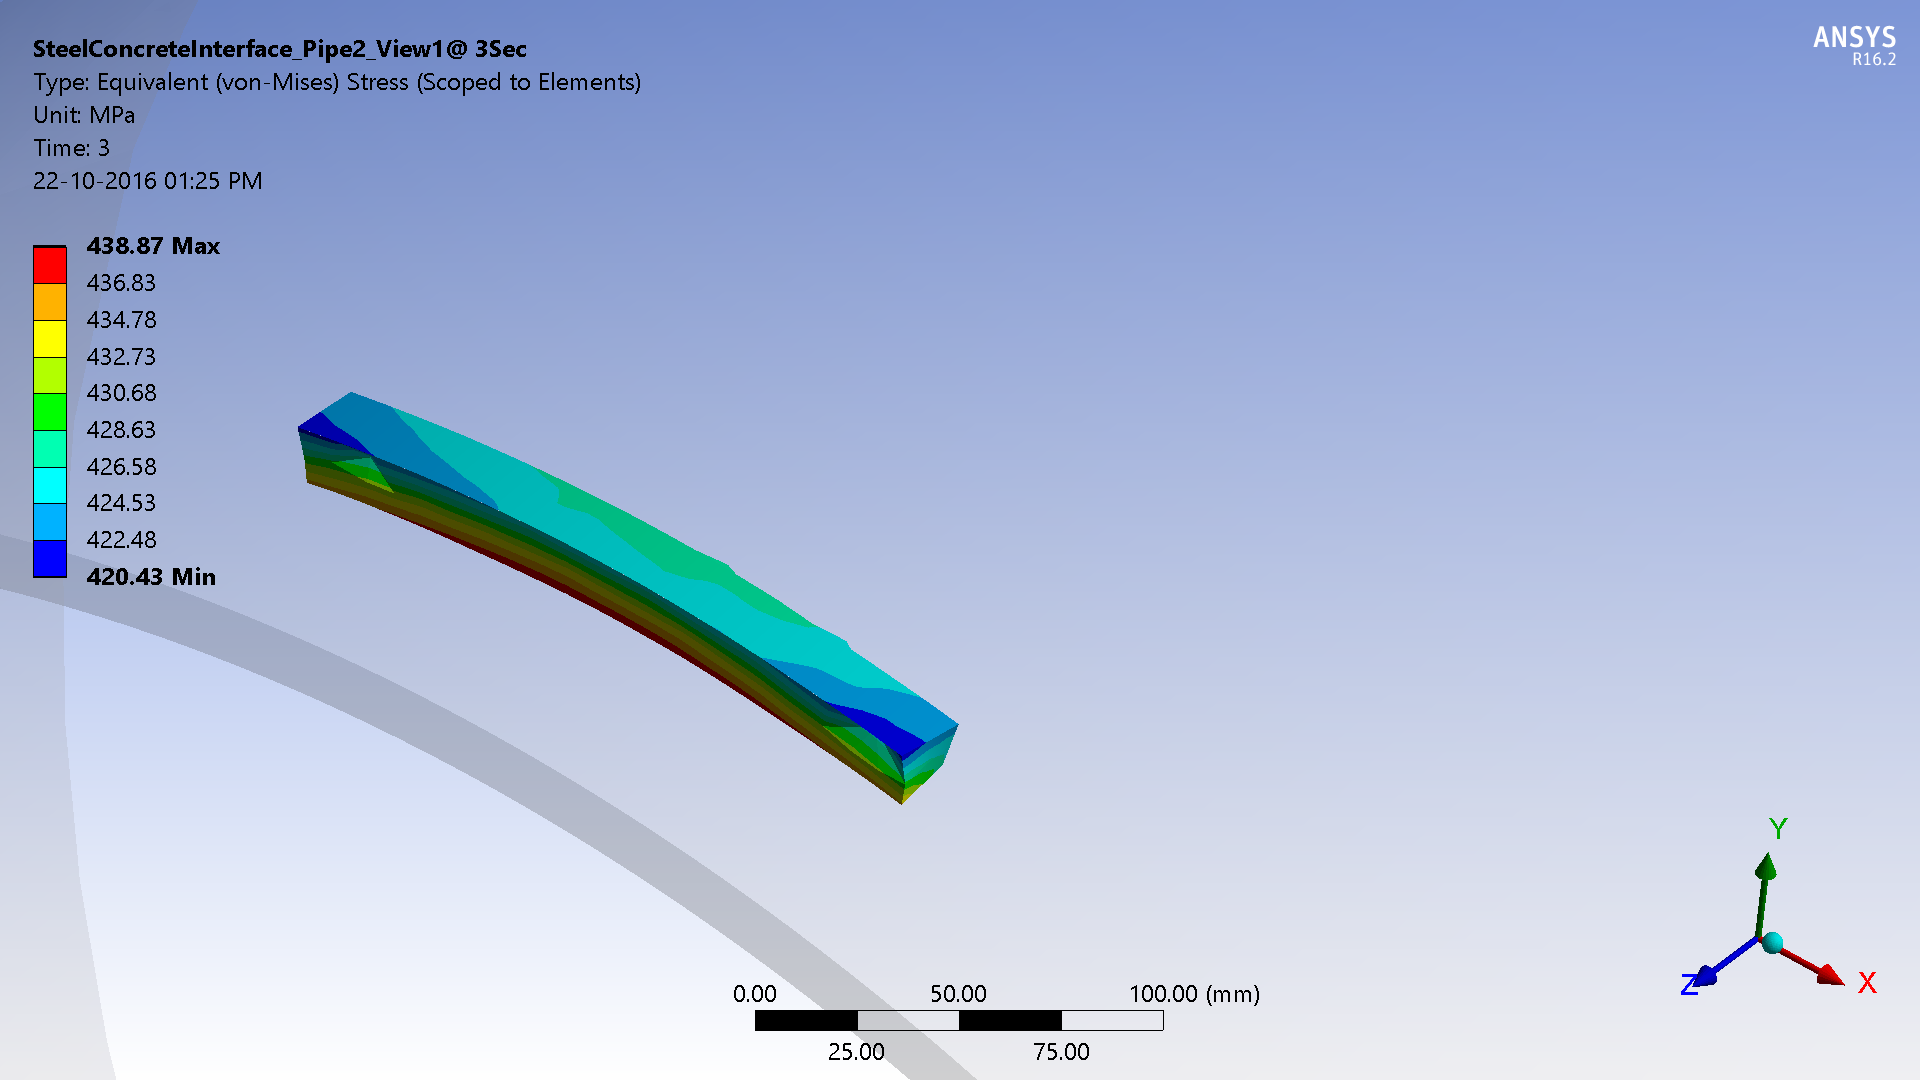 SteelConcreteInterface_Pipe2_View1@ 3Sec
Type: Equivalent (von-Mises) Stress (Scoped to Elements)
Unit: MPa
Time: 3
22-10-2016 01:25 PM
ANSYS
R16.2
438.87 Max
436.83
434.78
432.73
430.68
428.63
426.58
424.53
422.48
420.43 Min
Y
Z
X
0.00 50.00 100.00 (mm)
25.00 75.00